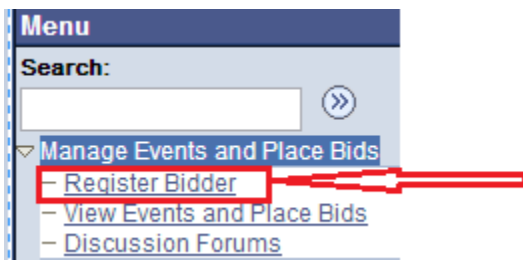 Menu
Search:
Manage Events and Place Bids
– Register Bidder
– View Events and Place Bids
– Discussion Forums